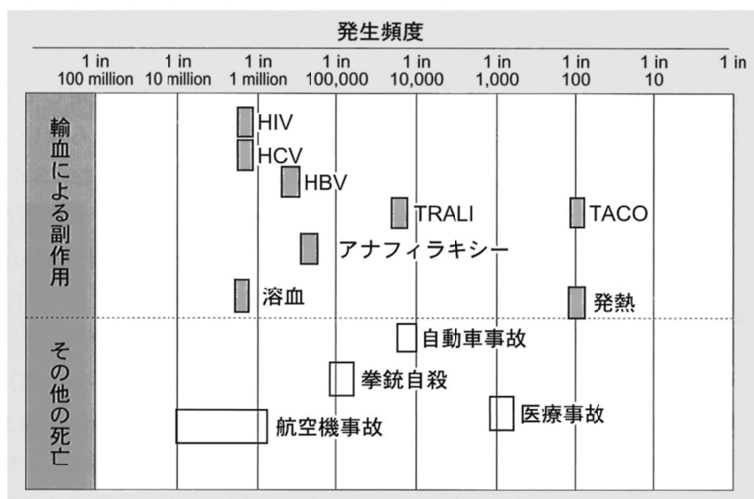 発生頻度
1 in 1 in 1 in 1 in 1 in 1 in 1 in 1 in 1 in
100 million 10 million 1 million 100,000 10,000 1,000 100 10
輸血による副作用
HIV
HCV
HBV
TRALI
TACO
アナフィラキシー
溶血
発熱
その他の死亡
自動車事故
拳銃自殺
医療事故
航空機事故